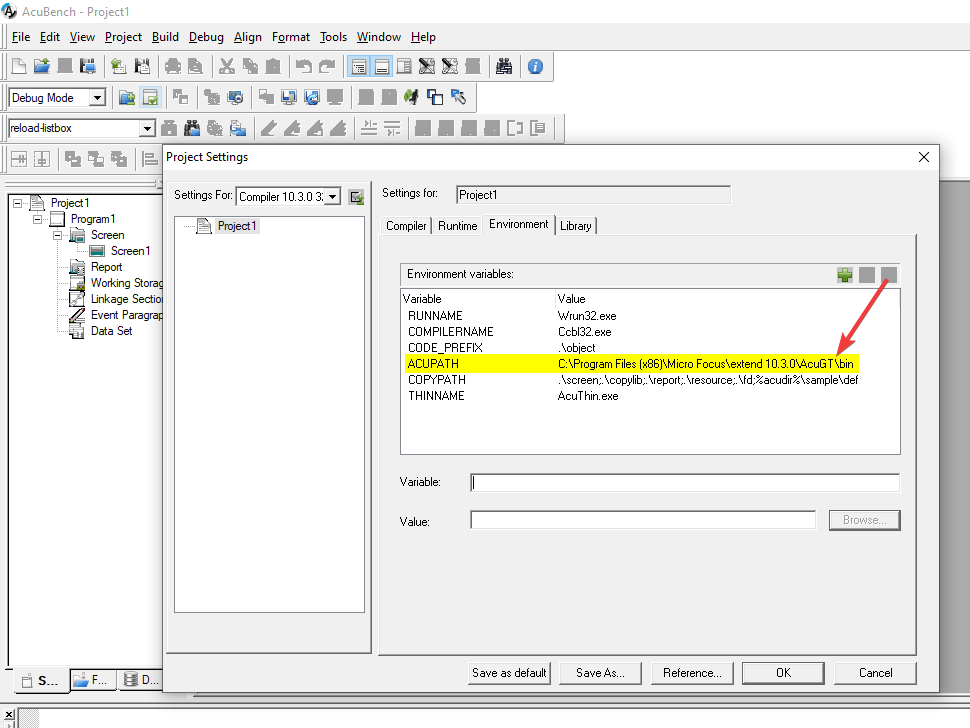 AcuBench - Project1
File Edit View Project Build Debug Align Format Tools Window Help
Debug Mode
reload-listbox
Project1
Program1
Screen
Screen1
Report
Working Storag
Linkage Sectio
Event Paragrap
Data Set
S...
F...
D...
Project Settings
Settings For: Compiler 10.3.0 3
Project1
Settings for: Project1
Compiler Runtime Environment Library
Environment variables:
Variable Value
RUNNAME Wrun32.exe
COMPILERNAME Ccbl32.exe
CODE_PREFIX .\object
ACUPATH C:\Program Files (x86)\Micro Focus\extend 10.3.0\AcuGT\bin
COPYPATH .\screen;.\copylib;.\report;.\resource;.\fd;%acudir%\sample\def
THINNAME AcuThin.exe
Variable:
Value:
Browse...
Save as default Save As... Reference... OK Cancel